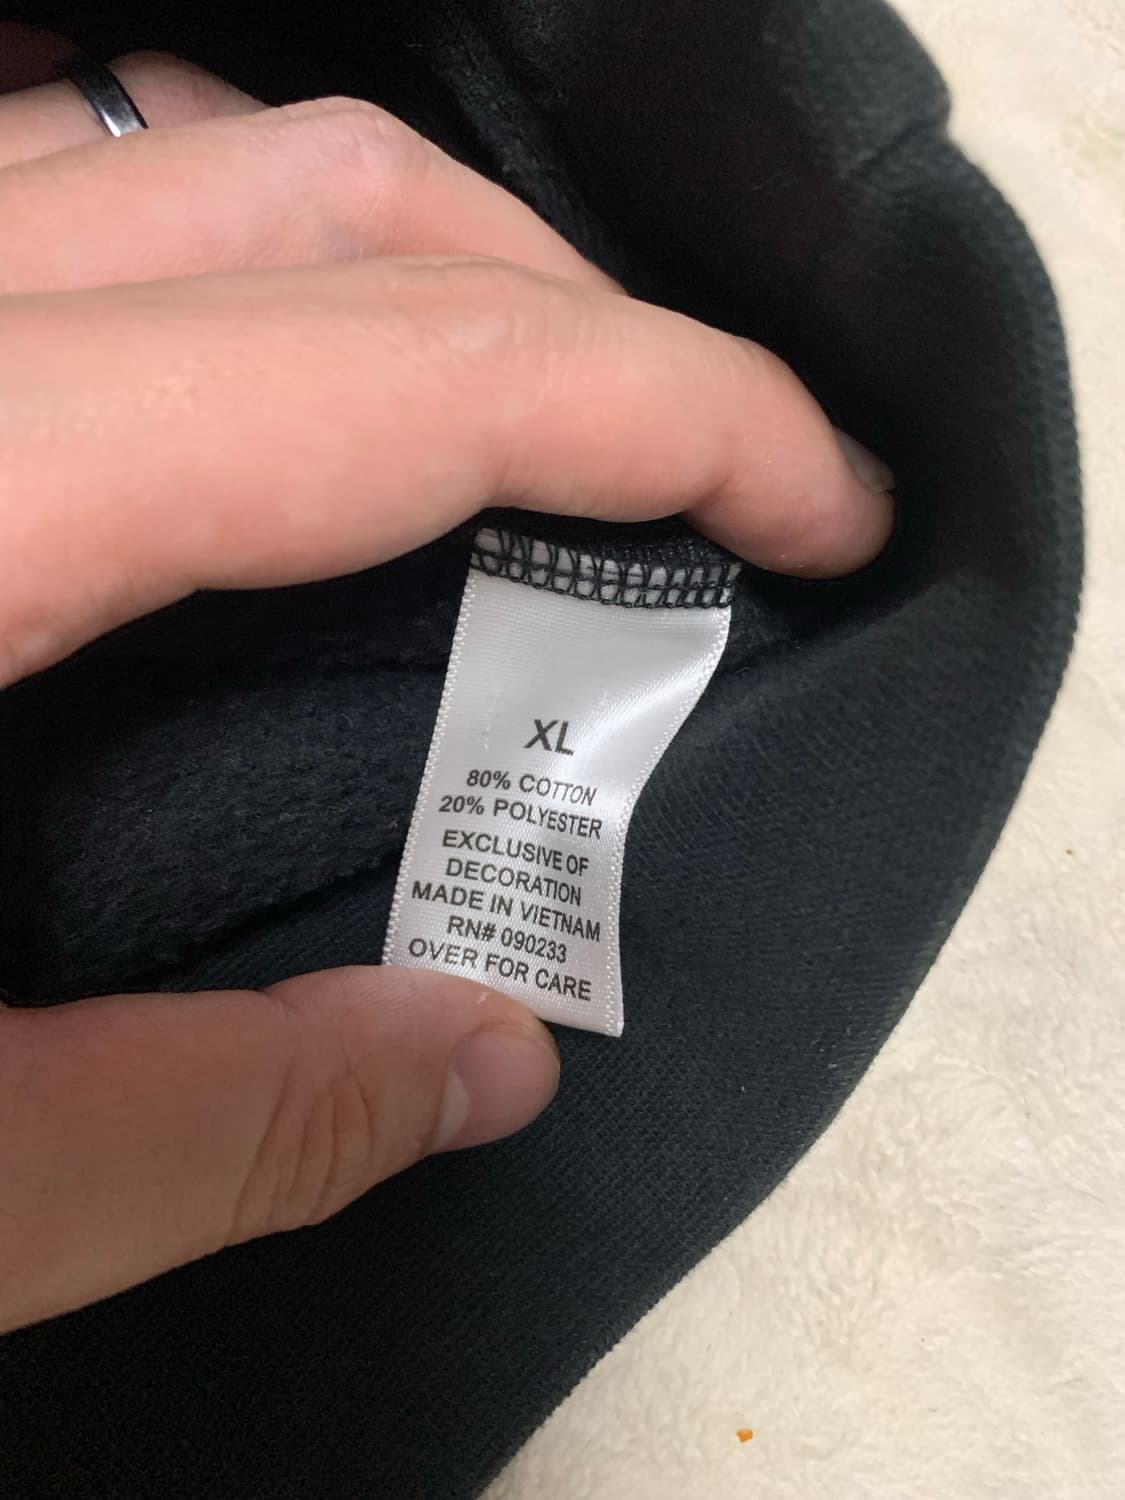 XL
80% COTTON
20% POLYESTER
EXCLUSIVE OF
DECORATION
MADE IN VIETNAM
RN# 090233
OVER FOR CARE